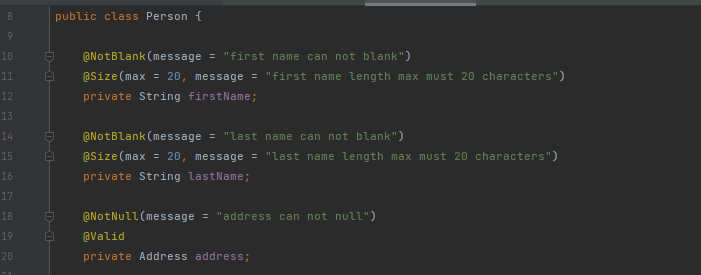 8 public class Person {
9
10 @NotBlank(message = "first name can not blank")
11 @Size(max = 20, message = "first name length max must 20 characters")
12 private String firstName;
13
14 @NotBlank(message = "last name can not blank")
15 @Size(max = 20, message = "last name length max must 20 characters")
16 private String lastName;
17
18 @NotNull(message = "address can not null")
19 @Valid
20 private Address address;